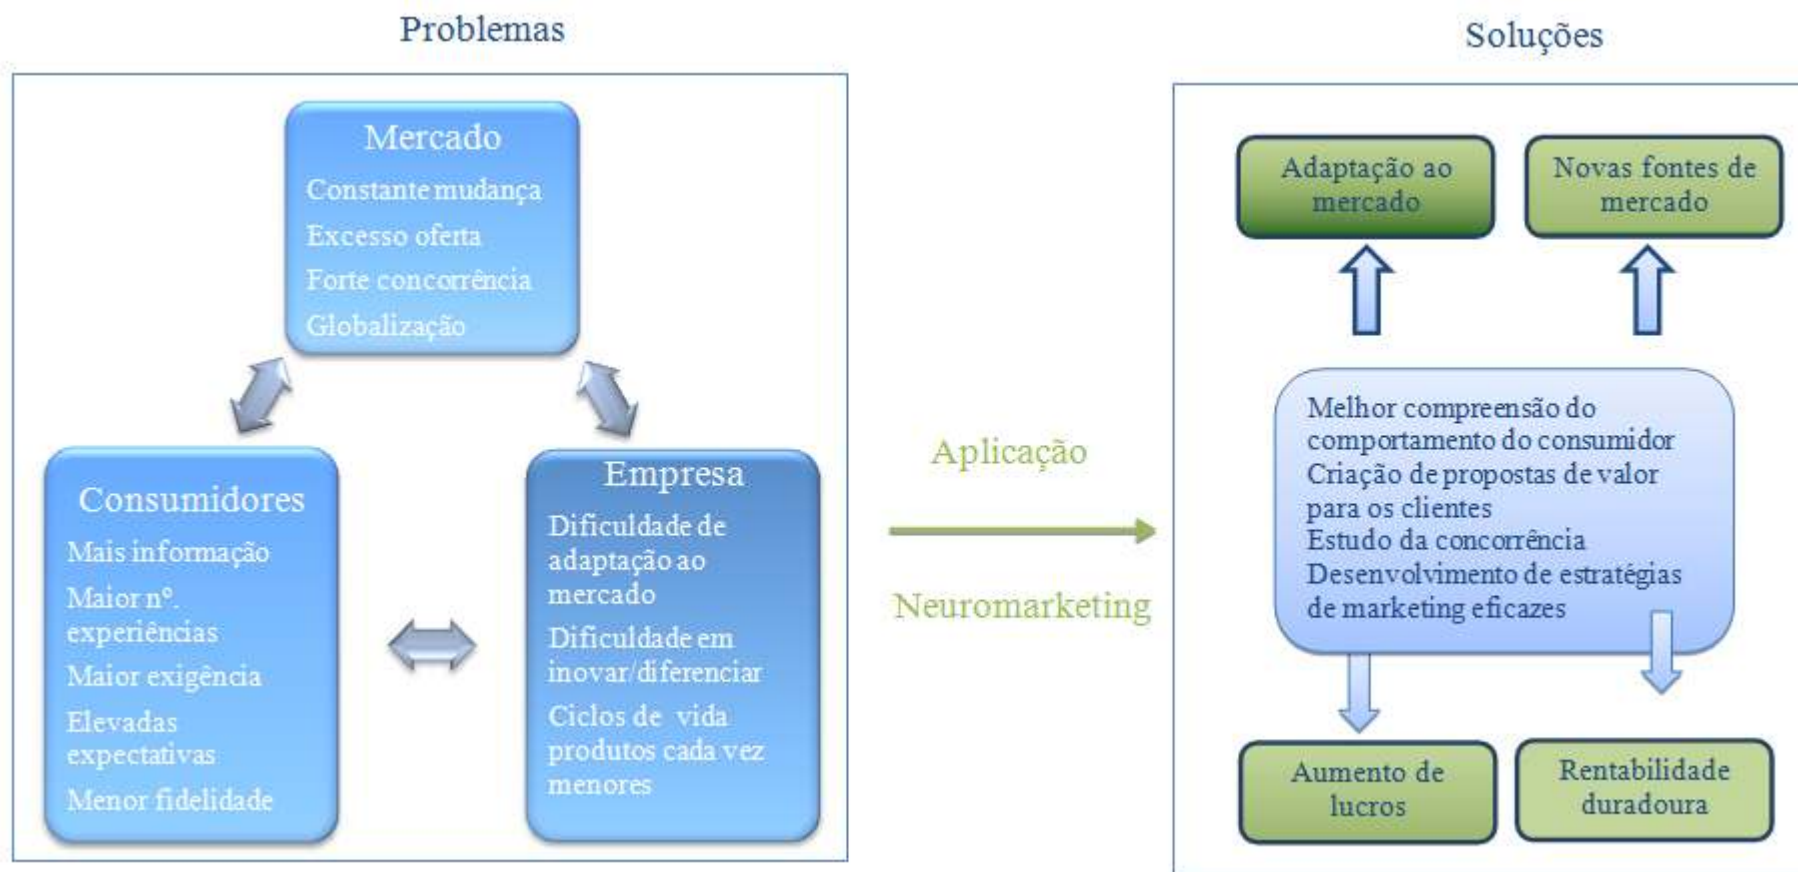 Problemas
Mercado
Constante mudança
Excesso oferta
Forte concorrência
Globalização
Consumidores
Mais informação
Maior nº.
experiências
Maior exigência
Elevadas
expectativas
Menor fidelidade
Empresa
Dificuldade de
adaptação ao
mercado
Dificuldade em
inovar/diferenciar
Ciclos de vida
produtos cada vez
menores
Aplicação
Neuromarketing
Soluções
Adaptação ao
mercado
Novas fontes de
mercado
Melhor compreensão do
comportamento do consumidor
Criação de propostas de valor
para os clientes
Estudo da concorrência
Desenvolvimento de estratégias
de marketing eficazes
Aumento de
lucros
Rentabilidade
duradoura